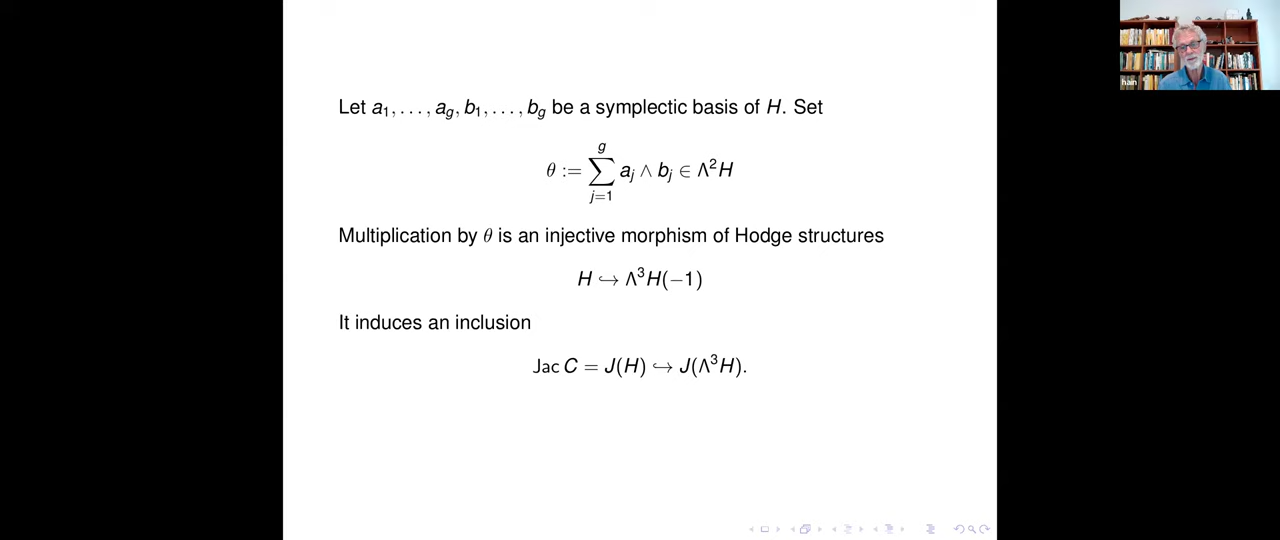 Let a₁, . . . , a_g, b₁, . . . , b_g be a symplectic basis of H. Set
θ := ∑_{j=1}^{g} a_j ∧ b_j ∈ Λ²H
Multiplication by θ is an injective morphism of Hodge structures
H ↪ Λ³H(−1)
It induces an inclusion
Jac C = J(H) ↪ J(Λ³H).
hain